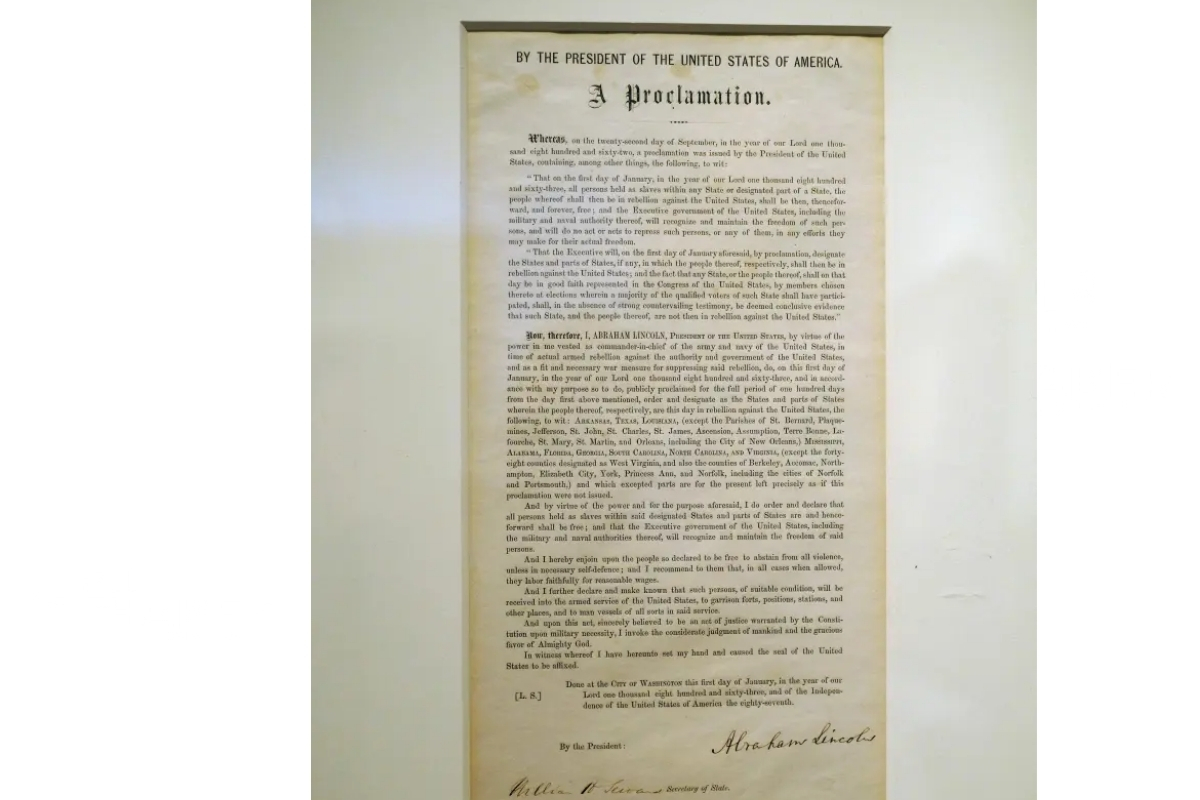 BY THE PRESIDENT OF THE UNITED STATES OF AMERICA.
A Proclamation.
Whereas, on the twenty-second day of September, in the year of our Lord one thou-
sand eight hundred and sixty-two, a proclamation was issued by the President of the United
States, containing, among other things, the following, to wit:
"That on the first day of January, in the year of our Lord one thousand eight hundred
and sixty-three, all persons held as slaves within any State or designated part of a State, the
people whereof shall then be in rebellion against the United States, shall be then, thencefor-
ward, and forever, free; and the Executive government of the United States, including the
military and naval authority thereof, will recognize and maintain the freedom of such per-
sons, and will do no act or acts to repress such persons, or any of them, in any efforts they
may make for their actual freedom.
"That the Executive will, on the first day of January aforesaid, by proclamation, designate
the States and parts of States, if any, in which the people thereof, respectively, shall then be in
rebellion against the United States; and the fact that any State, or the people thereof, shall on that
day be in good faith represented in the Congress of the United States, by members chosen
thereto at elections wherein a majority of the qualified voters of such State shall have partici-
pated, shall, in the absence of strong countervailing testimony, be deemed conclusive evidence
that such State, and the people thereof, are not then in rebellion against the United States."
Now, therefore, I, ABRAHAM LINCOLN, PRESIDENT OF THE UNITED STATES, by virtue of the
power in me vested as commander-in-chief of the army and navy of the United States, in
time of actual armed rebellion against the authority and government of the United States,
and as a fit and necessary war measure for suppressing said rebellion, do, on this first day of
January, in the year of our Lord one thousand eight hundred and sixty-three, and in accord-
ance with my purpose so to do, publicly proclaimed for the full period of one hundred days
from the day first above mentioned, order and designate as the States and parts of States
wherein the people thereof, respectively, are this day in rebellion against the United States, the
following, to wit: ARKANSAS, TEXAS, LOUISIANA, (except the Parishes of St. Bernard, Plaque-
mines, Jefferson, St. John, St. Charles, St. James, Ascension, Assumption, Terre Bonne, La-
fourche, St. Mary, St. Martin, and Orleans, including the City of New Orleans,) MISSISSIPPI,
ALABAMA, FLORIDA, GEORGIA, SOUTH CAROLINA, NORTH CAROLINA, AND VIRGINIA, (except the forty-
eight counties designated as West Virginia, and also the counties of Berkeley, Accomac, North-
ampton, Elizabeth City, York, Princess Ann, and Norfolk, including the cities of Norfolk
and Portsmouth,) and which excepted parts are for the present left precisely as if this
proclamation were not issued.
And by virtue of the power and for the purpose aforesaid, I do order and declare that
all persons held as slaves within said designated States and parts of States are and hence-
forward shall be free; and that the Executive government of the United States, including
the military and naval authorities thereof, will recognize and maintain the freedom of said
persons.
And I hereby enjoin upon the people so declared to be free to abstain from all violence,
unless in necessary self-defence; and I recommend to them that, in all cases when allowed,
they labor faithfully for reasonable wages.
And I further declare and make known that such persons, of suitable condition, will be
received into the armed service of the United States, to garrison forts, positions, stations, and
other places, and to man vessels of all sorts in said service.
And upon this act, sincerely believed to be an act of justice warranted by the Consti-
tution upon military necessity, I invoke the considerate judgment of mankind and the gracious
favor of Almighty God.
In witness whereof I have hereunto set my hand and caused the seal of the United
States to be affixed.
Done at the CITY OF WASHINGTON this first day of January, in the year of our
[L. S.] Lord one thousand eight hundred and sixty-three, and of the Indepen-
dence of the United States of America the eighty-seventh.
By the President: Abraham Lincoln
William H Seward Secretary of State.